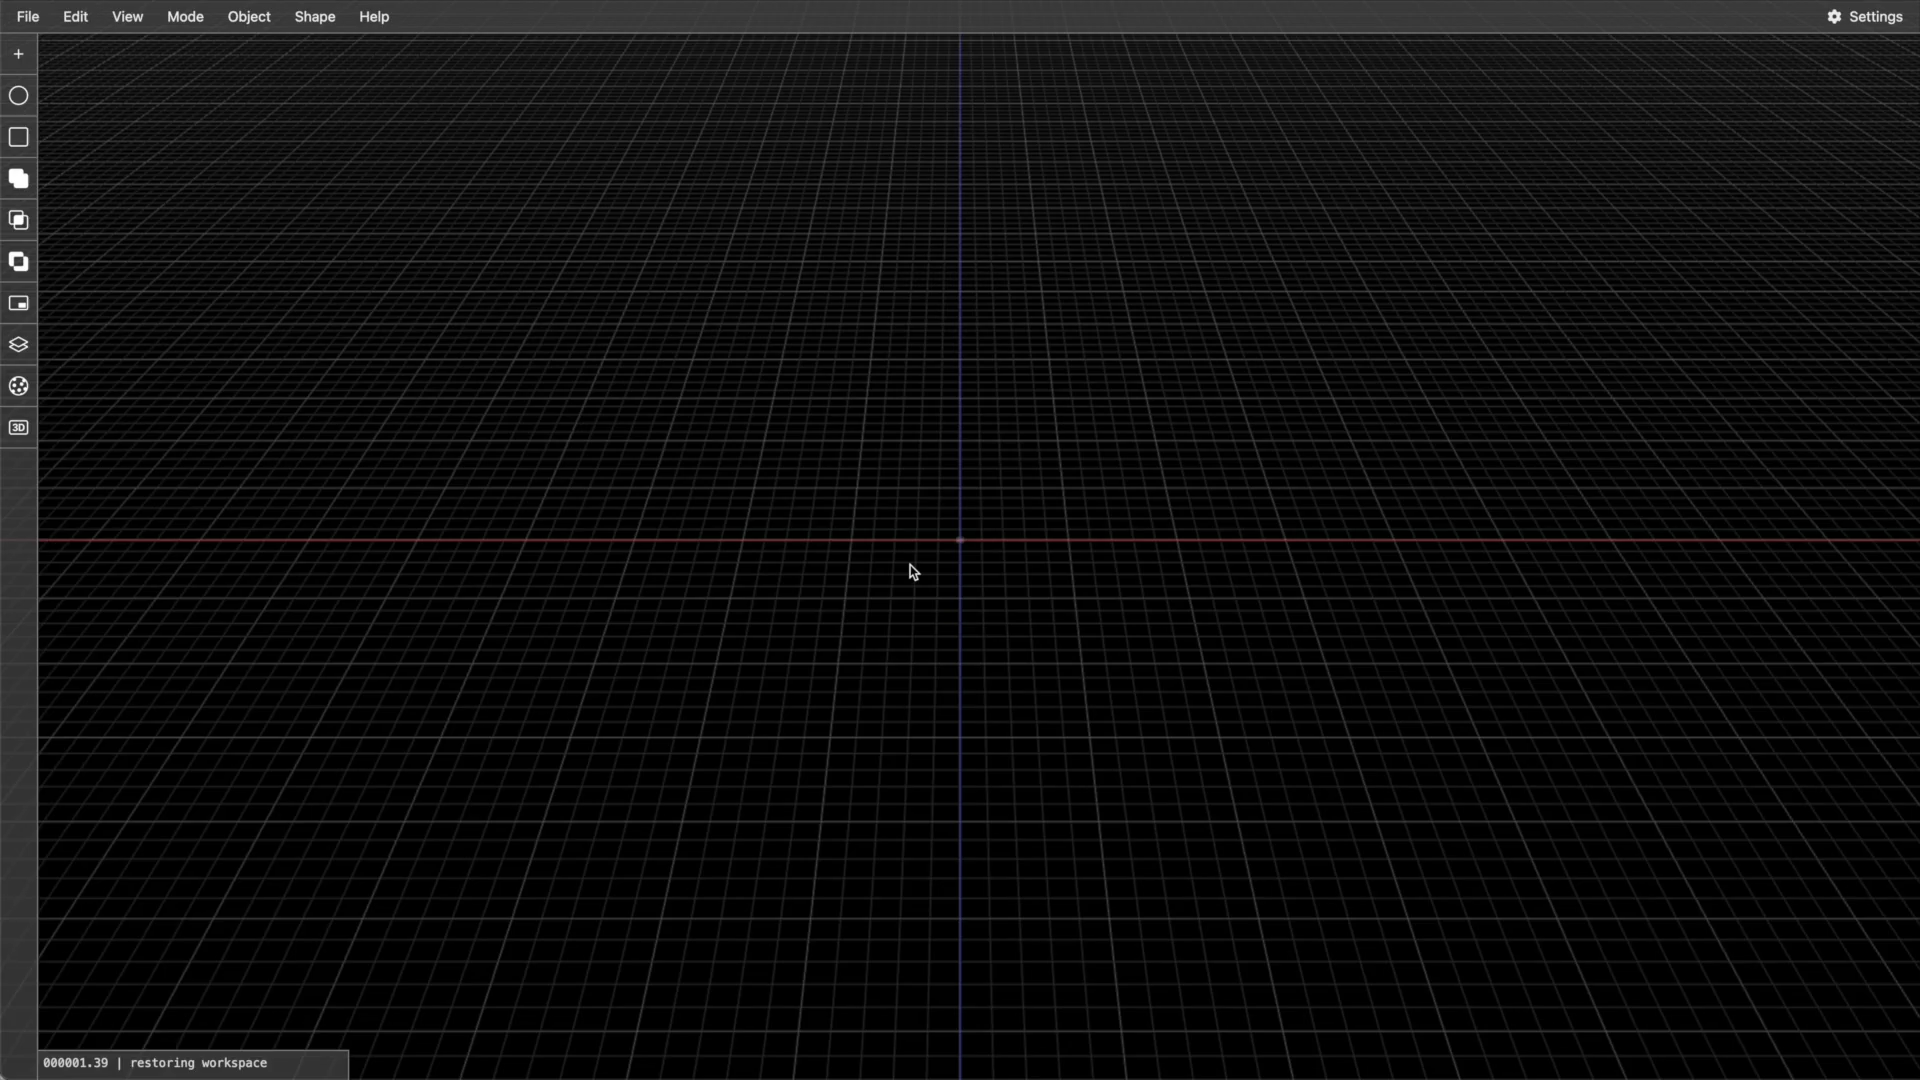 File Edit View Mode Object Shape Help Settings
3D
000001.39 | restoring workspace